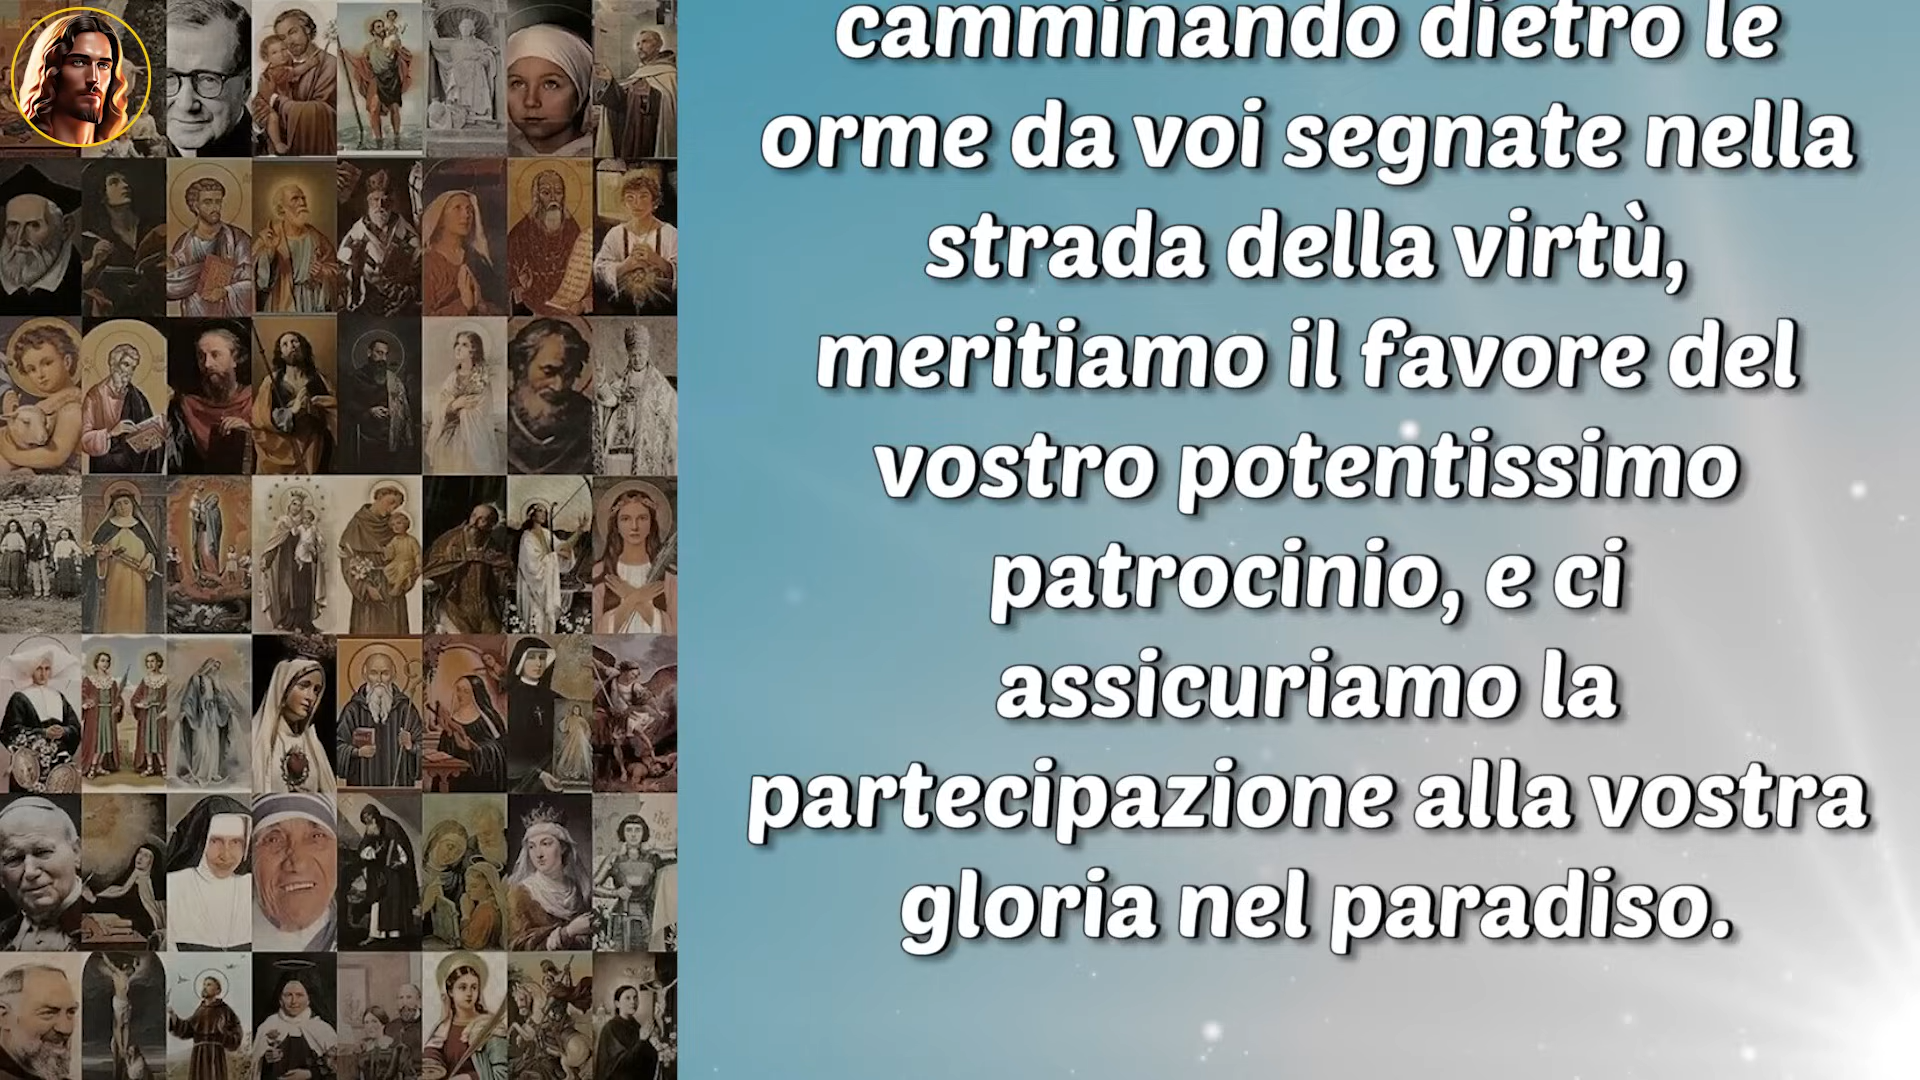 camminando dietro le
orme da voi segnate nella
strada della virtù,
meritiamo il favore del
vostro potentissimo
patrocinio, e ci
assicuriamo la
partecipazione alla vostra
gloria nel paradiso.